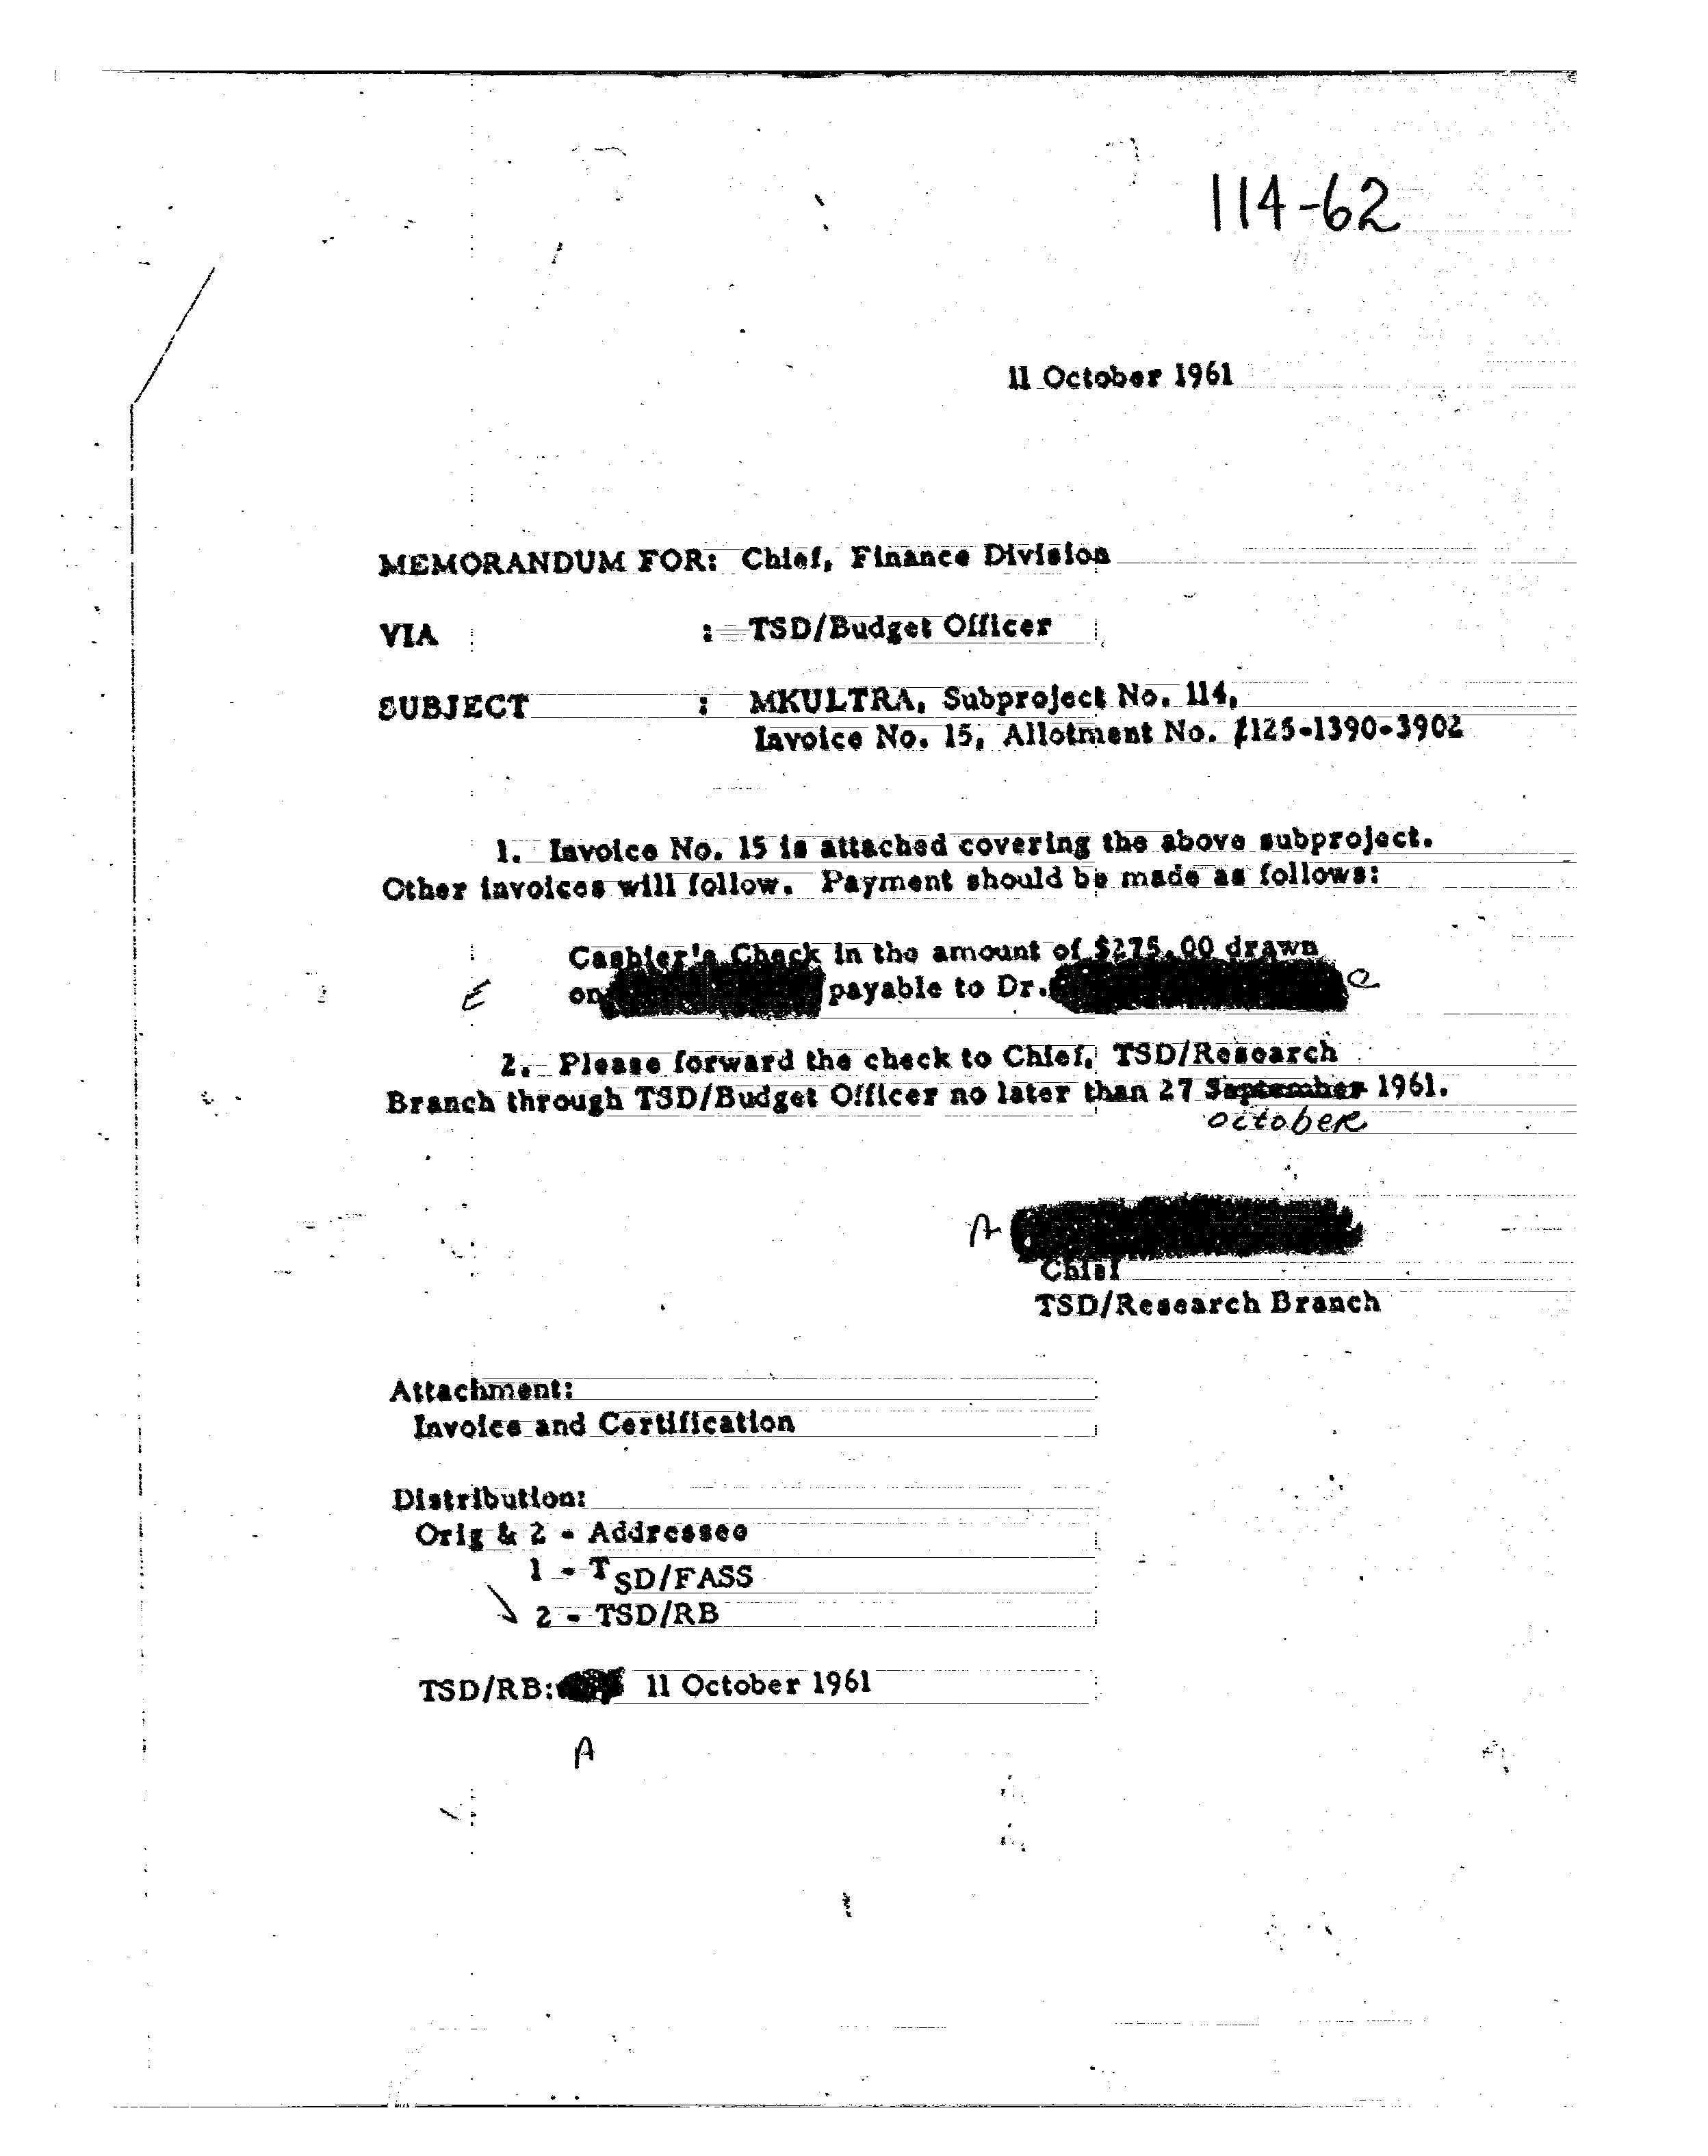 114-62
11 October 1961
MEMORANDUM FOR: Chief, Finance Division
VIA : TSD/Budget Officer
SUBJECT : MKULTRA, Subproject No. 114,
Invoice No. 15, Allotment No. 1125-1390-3902
1. Invoice No. 15 is attached covering the above subproject.
Other invoices will follow. Payment should be made as follows:
Cashier's Check in the amount of $275.00 drawn
E on payable to Dr. C
2. Please forward the check to Chief, TSD/Research
Branch through TSD/Budget Officer no later than 27 September 1961.
october
A
Chief
TSD/Research Branch
Attachment:
Invoice and Certification
Distribution:
Orig & 2 - Addressee
1 - TSD/FASS
2 - TSD/RB
TSD/RB: 11 October 1961
A